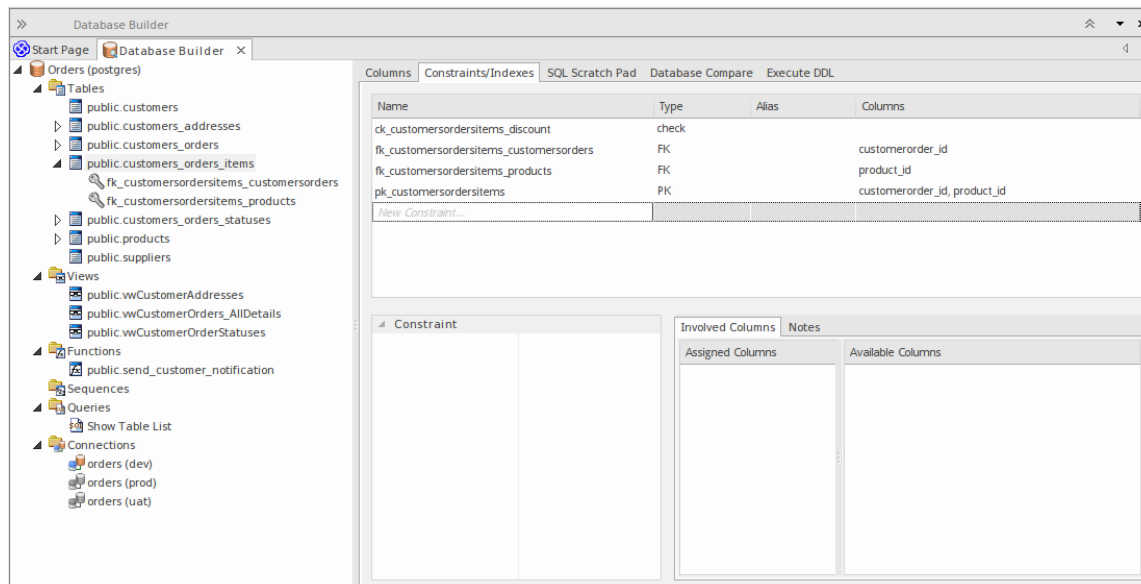 Database Builder
Start Page
Database Builder
Orders (postgres)
Tables
public.customers
public.customers_addresses
public.customers_orders
public.customers_orders_items
fk_customersordersitems_customersorders
fk_customersordersitems_products
public.customers_orders_statuses
public.products
public.suppliers
Views
public.vwCustomerAddresses
public.vwCustomerOrders_AllDetails
public.vwCustomerOrderStatuses
Functions
public.send_customer_notification
Sequences
Queries
Show Table List
Connections
orders (dev)
orders (prod)
orders (uat)
Columns Constraints/Indexes SQL Scratch Pad Database Compare Execute DDL
Name Type Alias Columns
ck_customersordersitems_discount check
fk_customersordersitems_customersorders FK customerorder_id
fk_customersordersitems_products FK product_id
pk_customersordersitems PK customerorder_id, product_id
New Constraint...
Constraint
Involved Columns Notes
Assigned Columns Available Columns